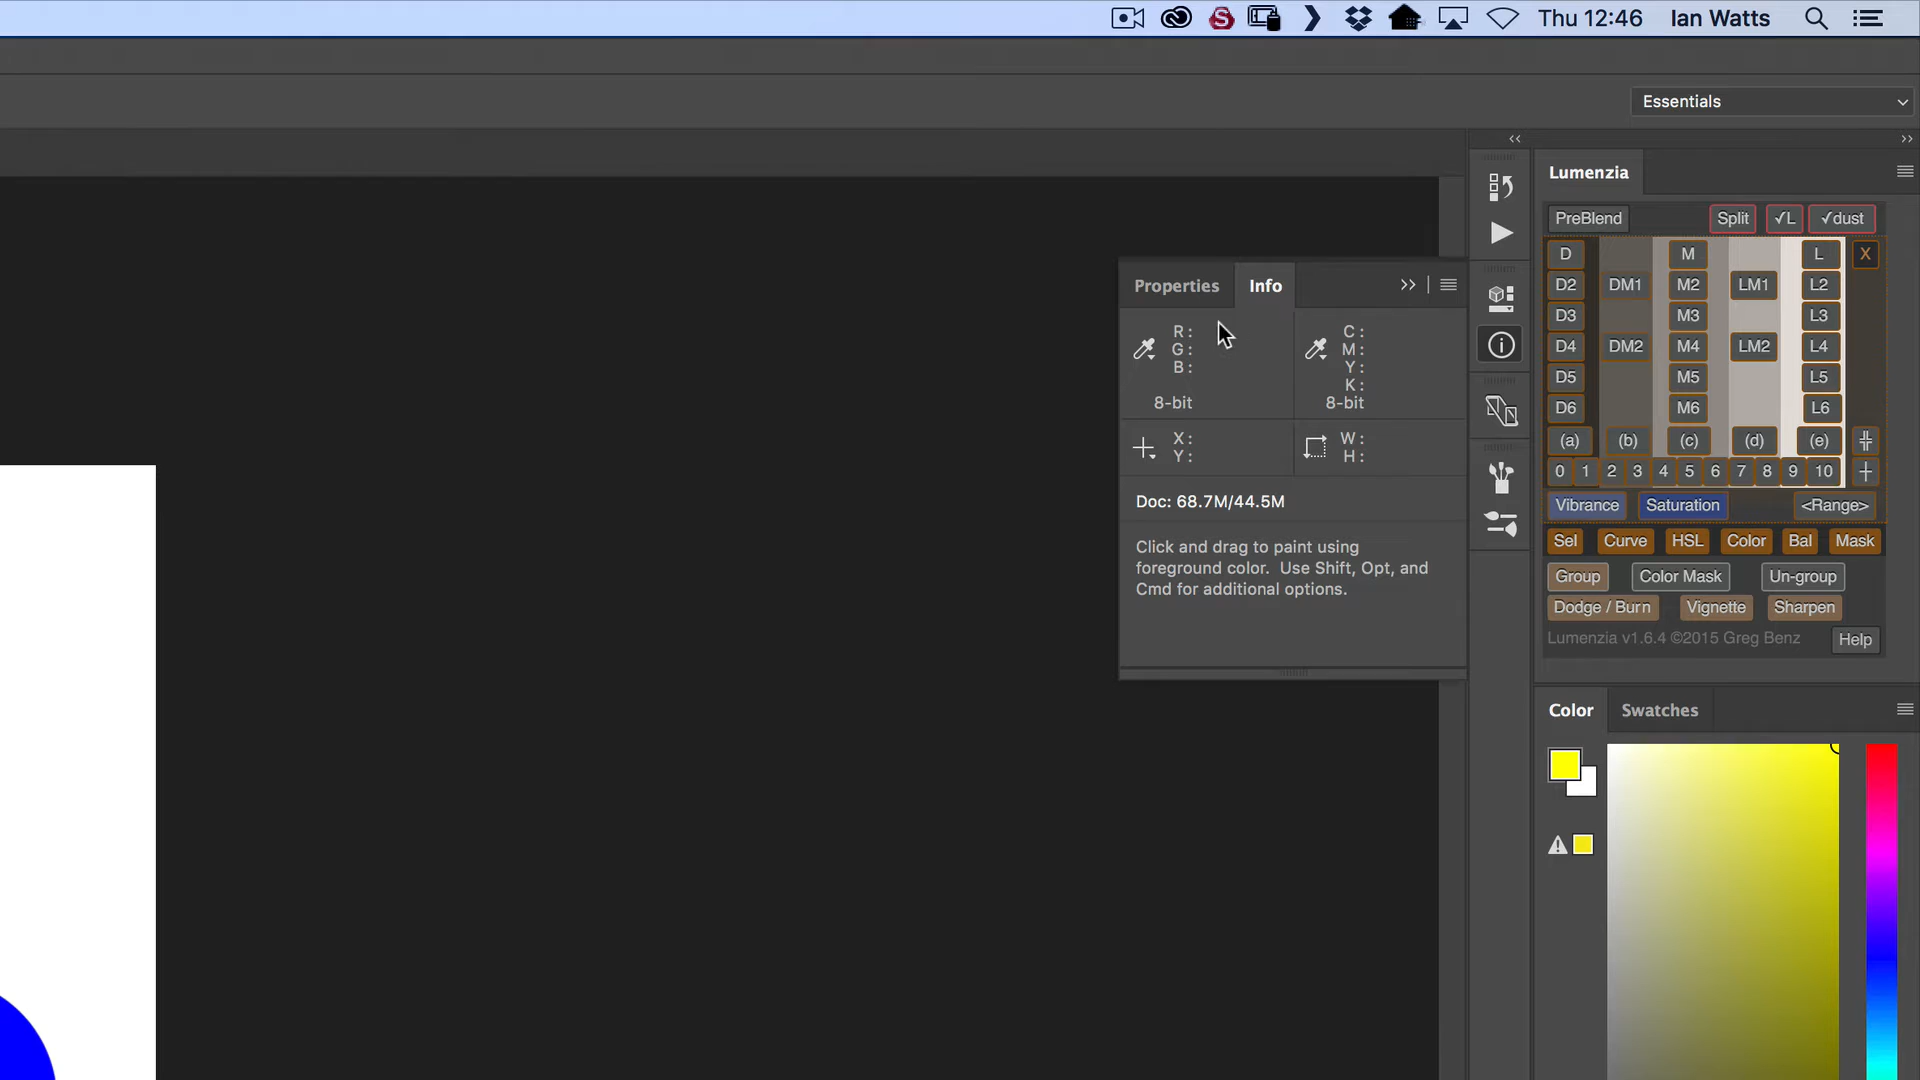 Thu 12:46 Ian Watts
Essentials
Lumenzia
PreBlend Split √L √dust
D M L X
D2 DM1 M2 LM1 L2
D3 M3 L3
D4 DM2 M4 LM2 L4
D5 M5 L5
D6 M6 L6
(a) (b) (c) (d) (e)
0 1 2 3 4 5 6 7 8 9 10
Vibrance Saturation <Range>
Sel Curve HSL Color Bal Mask
Group Color Mask Un-group
Dodge / Burn Vignette Sharpen
Lumenzia v1.6.4 ©2015 Greg Benz Help
Properties Info
R: C:
G: M:
B: Y:
K:
8-bit 8-bit
X: W:
Y: H:
Doc: 68.7M/44.5M
Click and drag to paint using
foreground color. Use Shift, Opt, and
Cmd for additional options.
Color Swatches